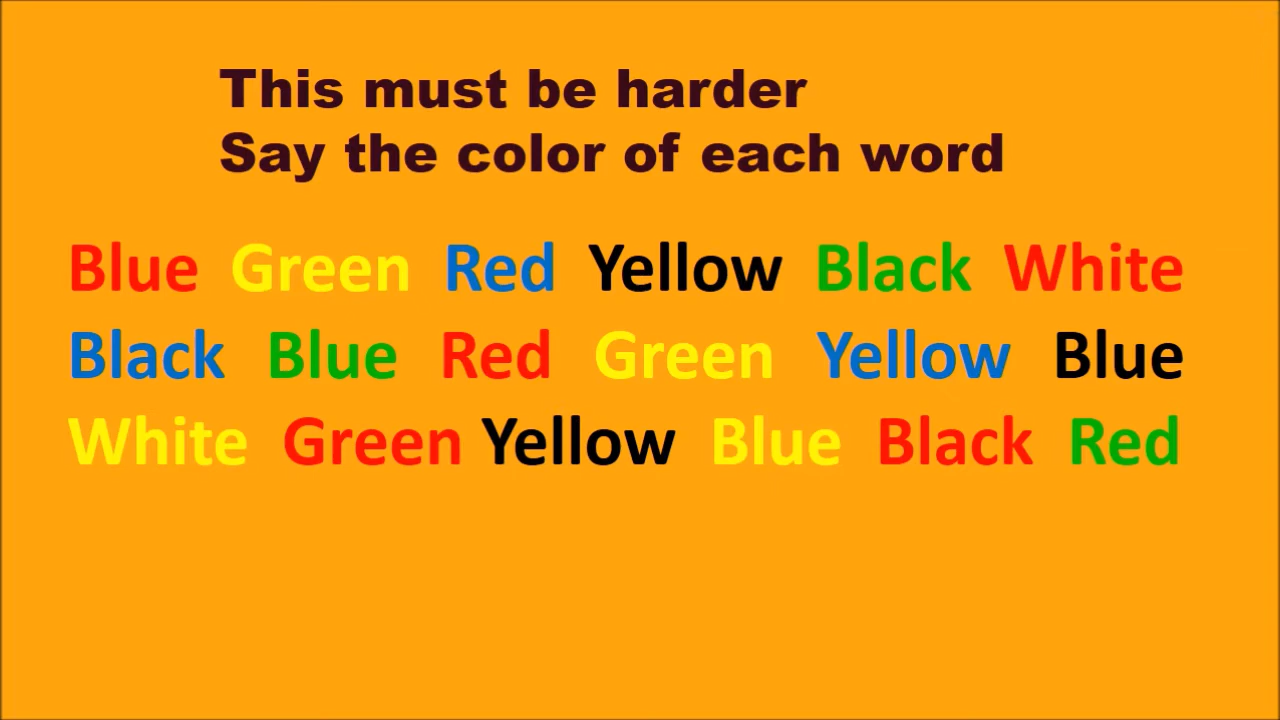 This must be harder
Say the color of each word
Blue Green Red Yellow Black White
Black Blue Red Green Yellow Blue
White Green Yellow Blue Black Red